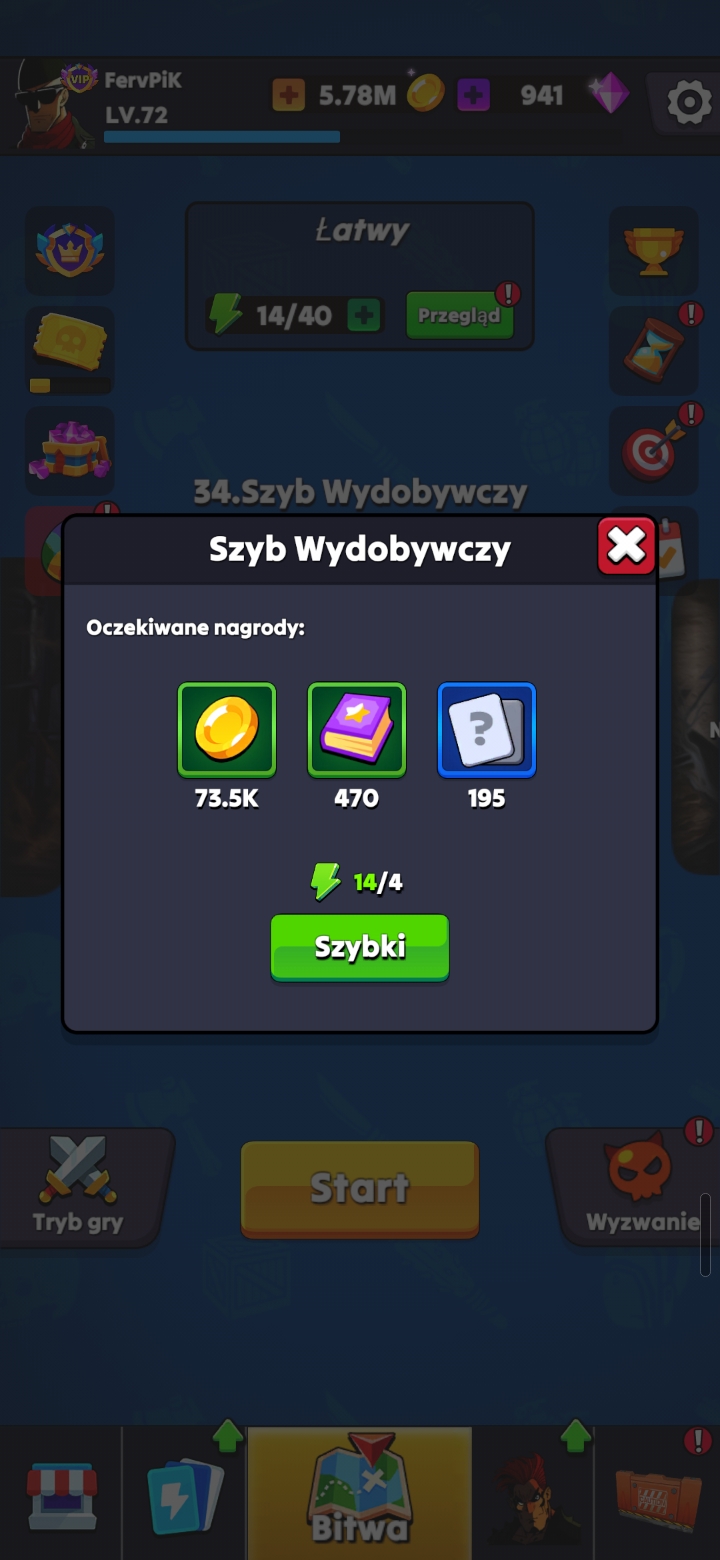 VIP
FervPiK
LV.72
5.78M
941
Łatwy
14/40
Przegląd
34.Szyb Wydobywczy
Szyb Wydobywczy
Oczekiwane nagrody:
73.5K
470
195
14/4
Szybki
Start
Tryb gry
Wyzwanie
Bitwa